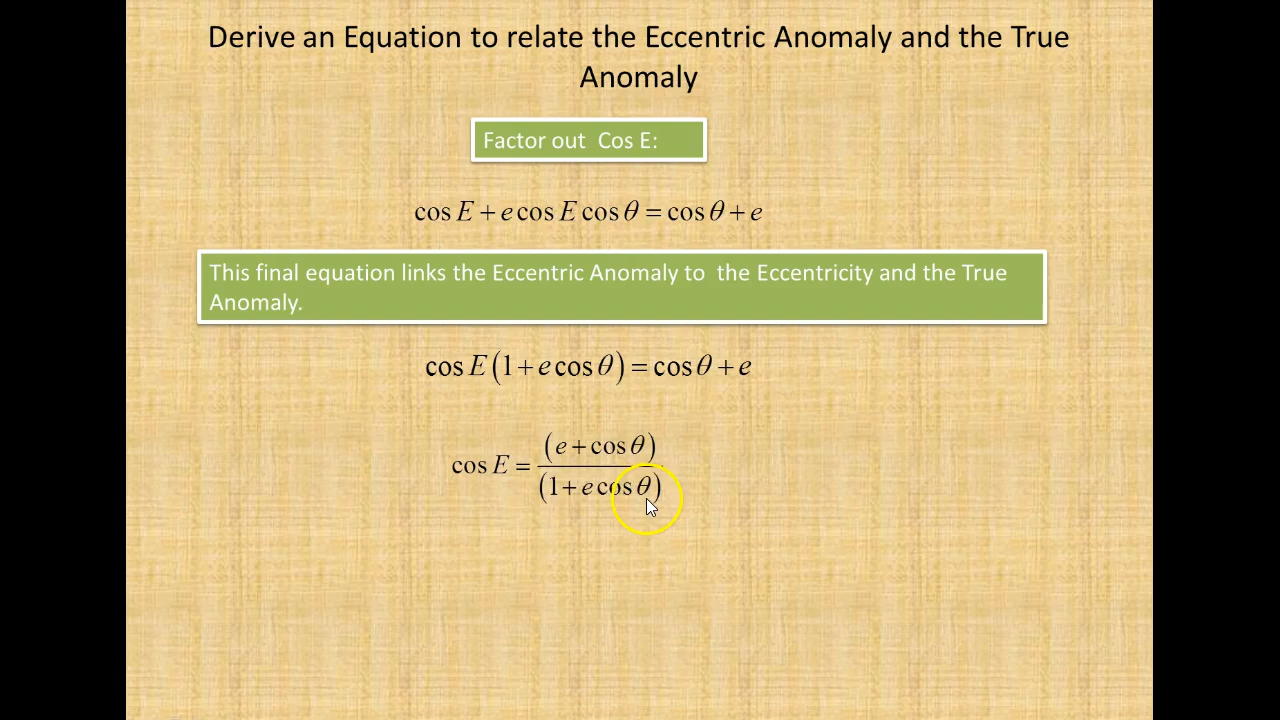 Derive an Equation to relate the Eccentric Anomaly and the True
Anomaly
Factor out  Cos E:
cos E + e cos E cos θ = cos θ + e
This final equation links the Eccentric Anomaly to  the Eccentricity and the True
Anomaly.
cos E (1 + e cos θ) = cos θ + e
cos E = (e + cos θ) / (1 + e cos θ)